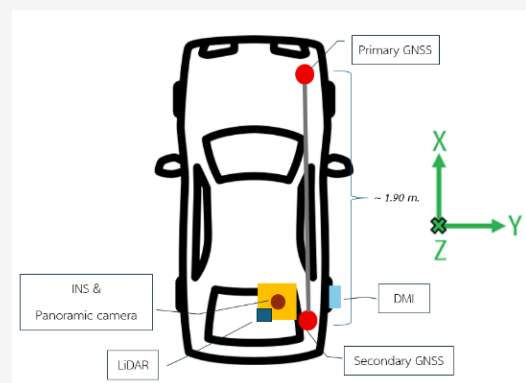 Primary GNSS
X
~ 1.90 m.
Y
Z
INS &
Panoramic camera
DMI
LiDAR
Secondary GNSS